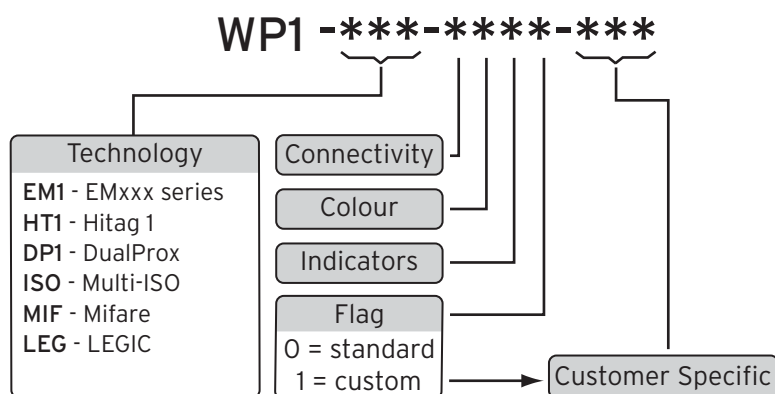 WP1 -***-****-***
Technology
EM1 - EMxxx series
HT1 - Hitag 1
DP1 - DualProx
ISO - Multi-ISO
MIF - Mifare
LEG - LEGIC
Connectivity
Colour
Indicators
Flag
0 = standard
1 = custom
Customer Specific